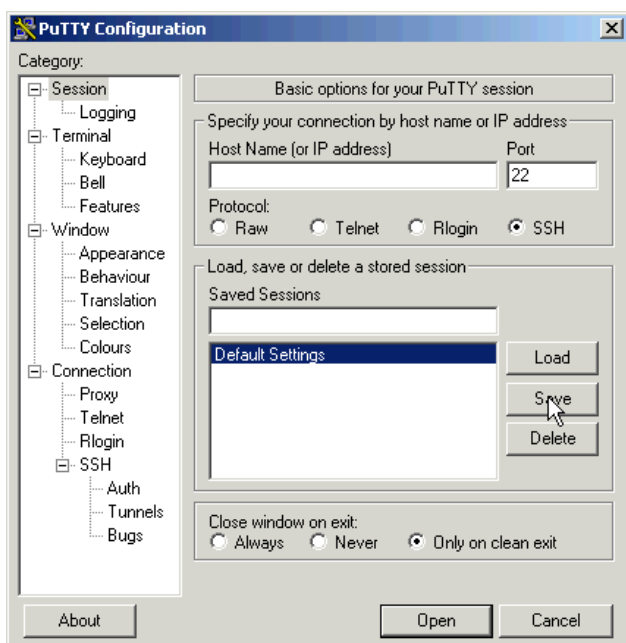 PuTTY Configuration
Category:
Session
Logging
Terminal
Keyboard
Bell
Features
Window
Appearance
Behaviour
Translation
Selection
Colours
Connection
Proxy
Telnet
Rlogin
SSH
Auth
Tunnels
Bugs
Basic options for your PuTTY session
Specify your connection by host name or IP address
Host Name (or IP address) Port
22
Protocol:
Raw Telnet Rlogin SSH
Load, save or delete a stored session
Saved Sessions
Default Settings
Load
Save
Delete
Close window on exit:
Always Never Only on clean exit
About Open Cancel